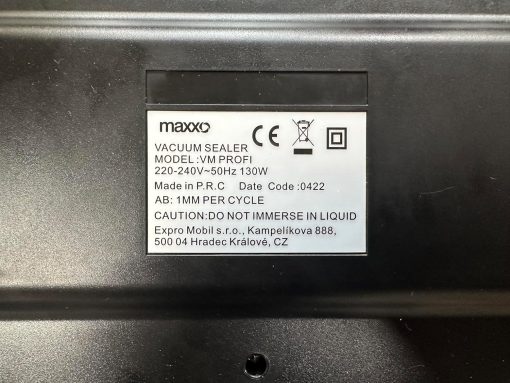 maxxo
VACUUM SEALER
MODEL:VM PROFI
220-240V~50Hz 130W
Made in P.R.C Date Code :0422
AB: 1MM PER CYCLE
CAUTION:DO NOT IMMERSE IN LIQUID
Expro Mobil s.r.o., Kampelíkova 888,
500 04 Hradec Králové, CZ